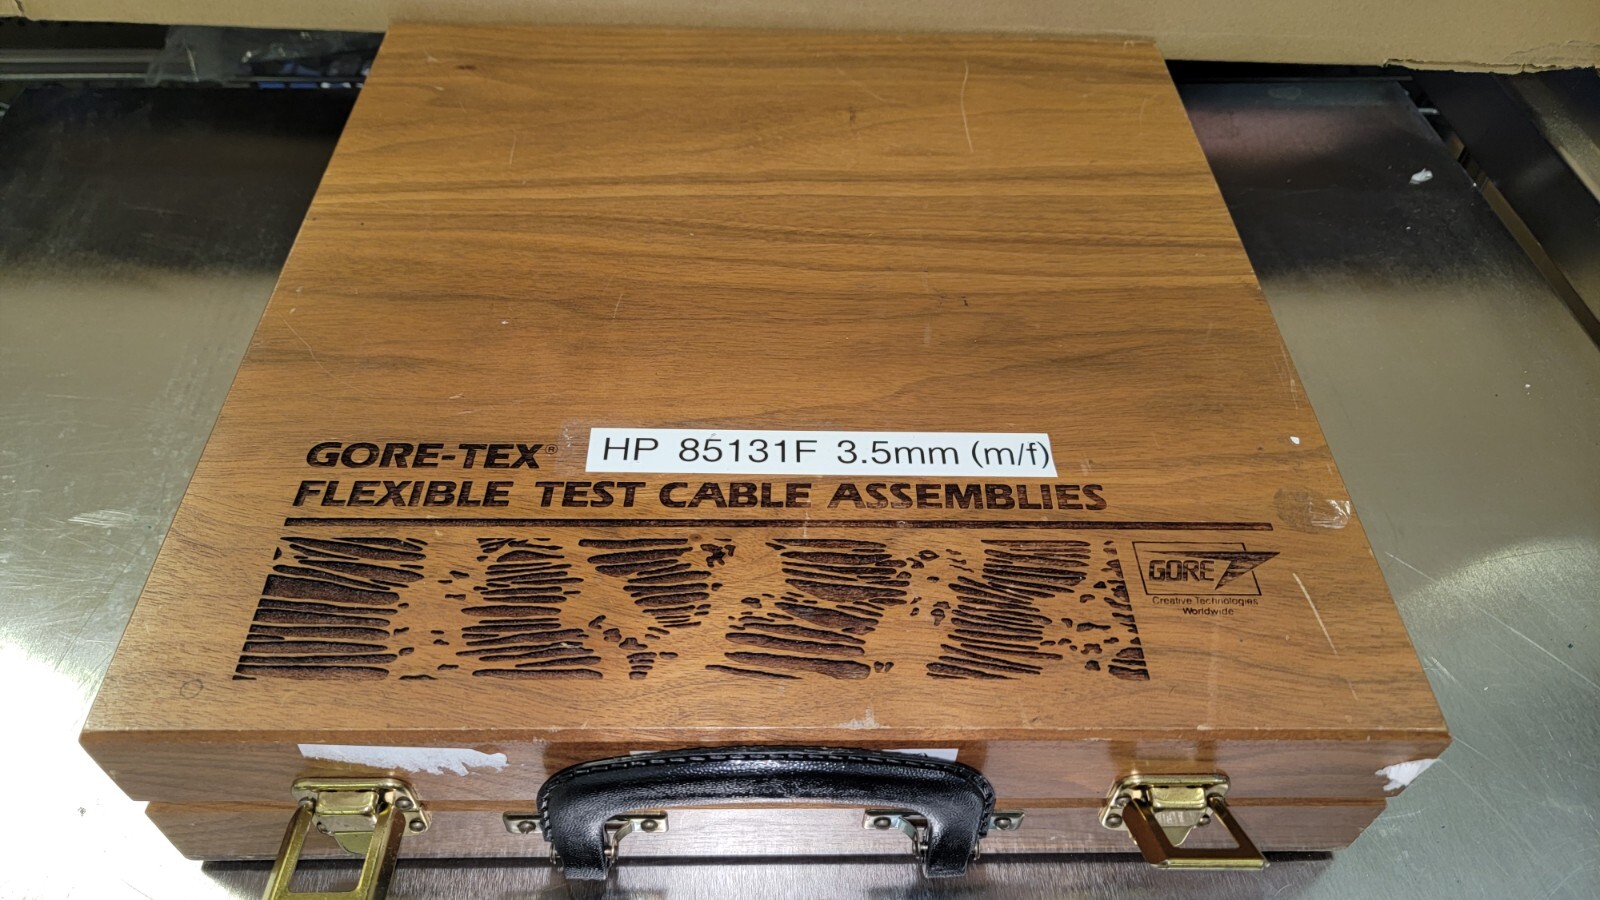 GORE-TEX®
HP 85131F 3.5mm (m/f)
FLEXIBLE TEST CABLE ASSEMBLIES
GORE
Creative Technologies
Worldwide